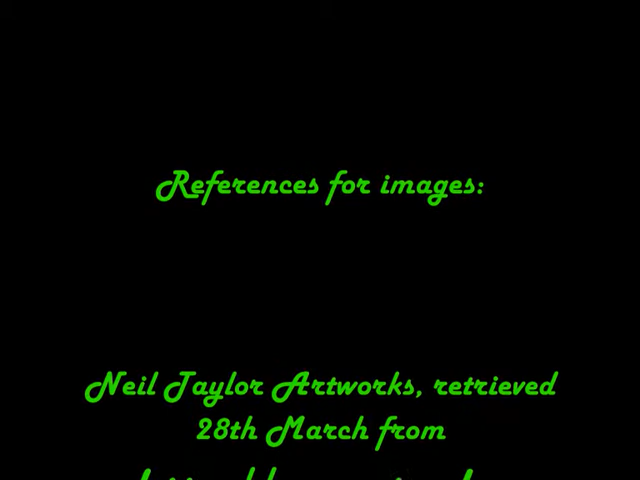 References for images:
Neil Taylor Artworks, retrieved
28th March from